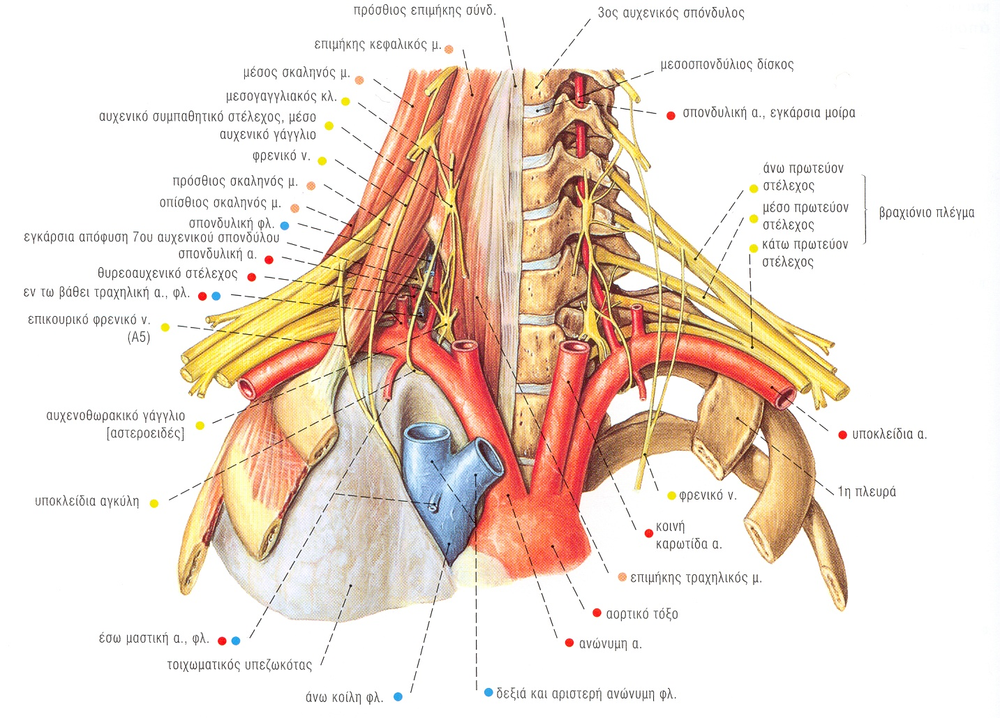 πρόσθιος επιμήκης σύνδ.
3ος αυχενικός σπόνδυλος
επιμήκης κεφαλικός μ.
μέσος σκαληνός μ.
μεσογαγγλιακός κλ.
αυχενικό συμπαθητικό στέλεχος, μέσο
αυχενικό γάγγλιο
φρενικό ν.
πρόσθιος σκαληνός μ.
οπίσθιος σκαληνός μ.
σπονδυλική φλ.
εγκάρσια απόφυση 7ου αυχενικού σπονδύλου
σπονδυλική α.
θυρεοαυχενικό στέλεχος
εν τω βάθει τραχηλική α., φλ.
επικουρικό φρενικό ν.
(Α5)
αυχενοθωρακικό γάγγλιο
[αστεροειδές]
υποκλείδια αγκύλη
έσω μαστική α., φλ.
τοιχωματικός υπεζωκότας
άνω κοίλη φλ.
μεσοσπονδύλιος δίσκος
σπονδυλική α., εγκάρσια μοίρα
άνω πρωτεύον
στέλεχος
μέσο πρωτεύον
στέλεχος
κάτω πρωτεύον
στέλεχος
βραχιόνιο πλέγμα
υποκλείδια α.
1η πλευρά
φρενικό ν.
κοινή
καρωτίδα α.
επιμήκης τραχηλικός μ.
αορτικό τόξο
ανώνυμη α.
δεξιά και αριστερή ανώνυμη φλ.